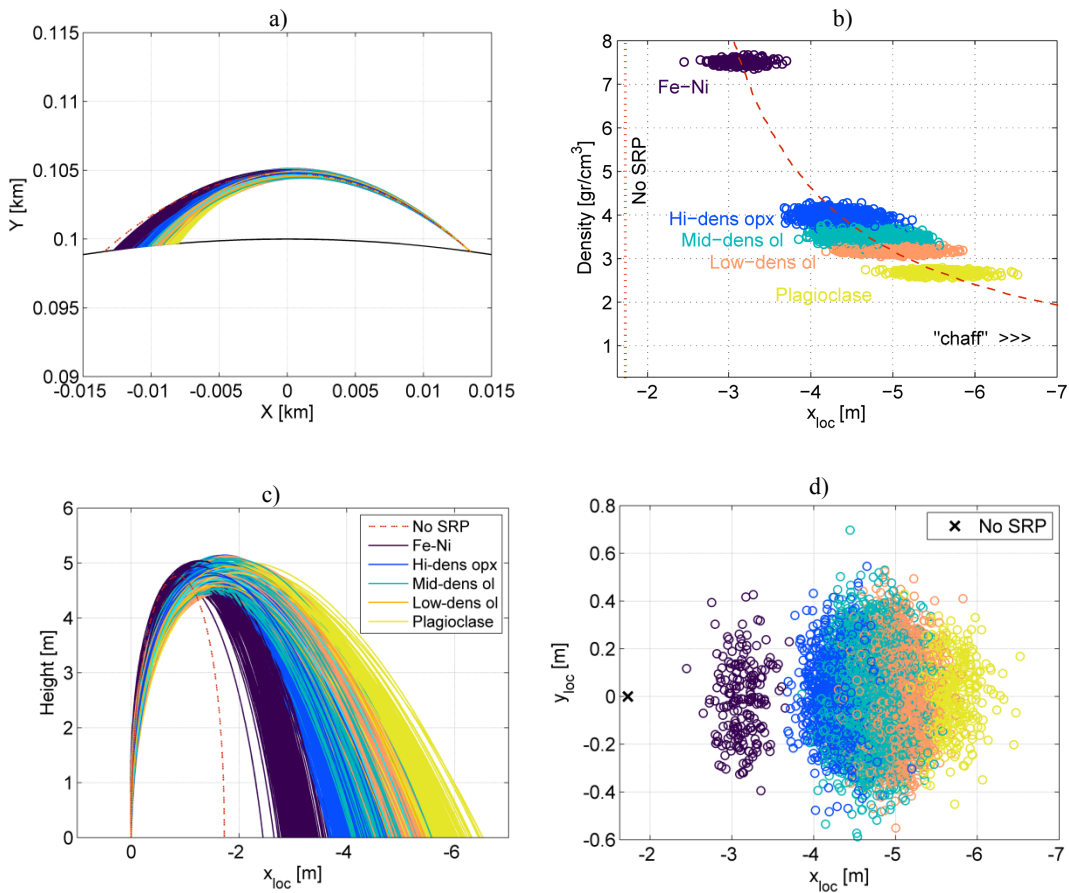 a)
0.115
0.11
0.105
0.1
0.095
0.09
Y [km]
-0.015
-0.01
-0.005
0
0.005
0.01
0.015
X [km]
b)
8
7
6
5
4
3
2
1
Density [gr/cm³]
No SRP
Fe−Ni
Hi−dens opx
Mid−dens ol
Low−dens ol
Plagioclase
"chaff" >>>
-2
-3
-4
-5
-6
-7
x_loc [m]
c)
6
5
4
3
2
1
0
Height [m]
No SRP
Fe-Ni
Hi-dens opx
Mid-dens ol
Low-dens ol
Plagioclase
0
-2
-4
-6
x_loc [m]
d)
0.8
0.6
0.4
0.2
0
-0.2
-0.4
-0.6
y_loc [m]
No SRP
-2
-3
-4
-5
-6
-7
x_loc [m]